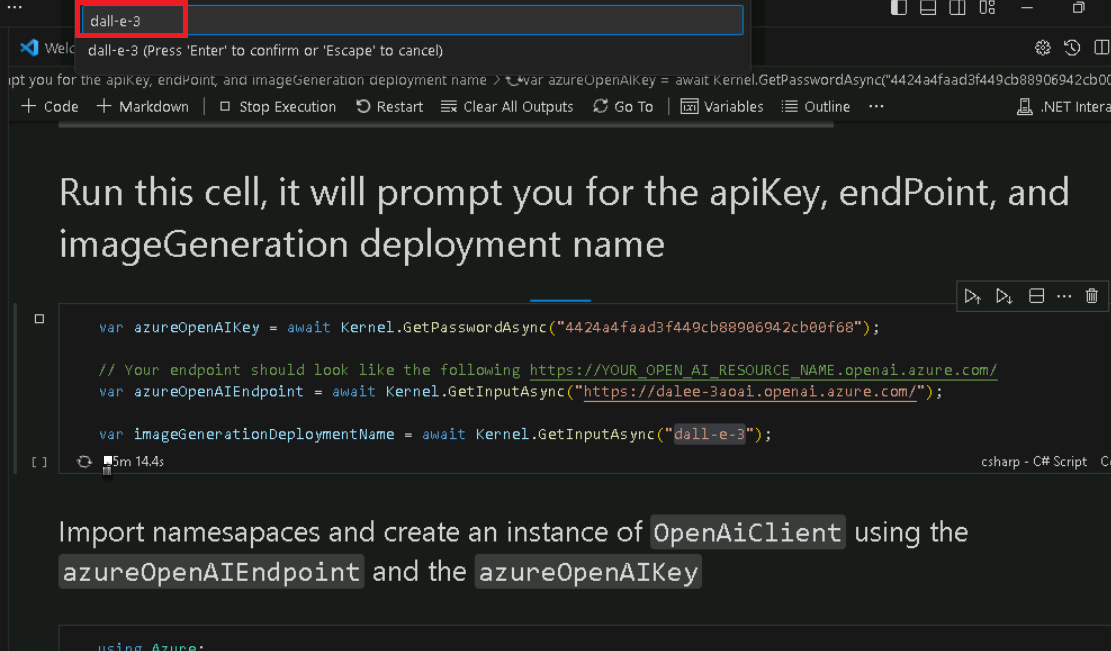 dall-e-3
dall-e-3 (Press 'Enter' to confirm or 'Escape' to cancel)
pt you for the apiKey, endPoint, and imageGeneration deployment name > var azureOpenAIKey = await Kernel.GetPasswordAsync("4424a4faad3f449cb88906942cb00
+ Code + Markdown | Stop Execution Restart Clear All Outputs Go To | Variables Outline ··· .NET Intera
Run this cell, it will prompt you for the apiKey, endPoint, and
imageGeneration deployment name
var azureOpenAIKey = await Kernel.GetPasswordAsync("4424a4faad3f449cb88906942cb00f68");
// Your endpoint should look like the following https://YOUR_OPEN_AI_RESOURCE_NAME.openai.azure.com/
var azureOpenAIEndpoint = await Kernel.GetInputAsync("https://dalee-3aoai.openai.azure.com/");
var imageGenerationDeploymentName = await Kernel.GetInputAsync("dall-e-3");
[ ] 5m 14.4s csharp - C# Script
Import namesapaces and create an instance of OpenAiClient using the
azureOpenAIEndpoint and the azureOpenAIKey
using Azure;